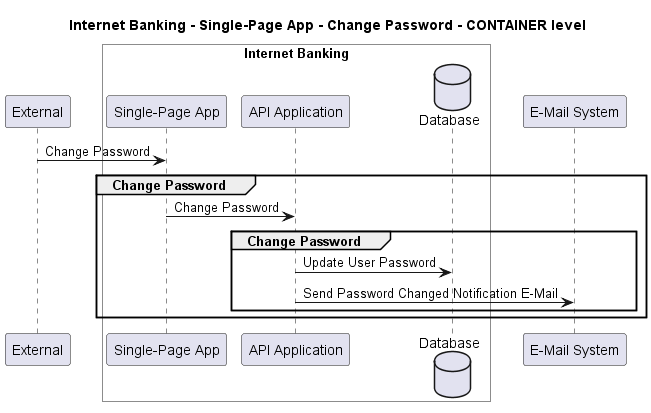 Internet Banking - Single-Page App - Change Password - CONTAINER level
Internet Banking
External
Single-Page App
API Application
Database
E-Mail System
Change Password
Change Password
Change Password
Change Password
Update User Password
Send Password Changed Notification E-Mail
External
Single-Page App
API Application
Database
E-Mail System